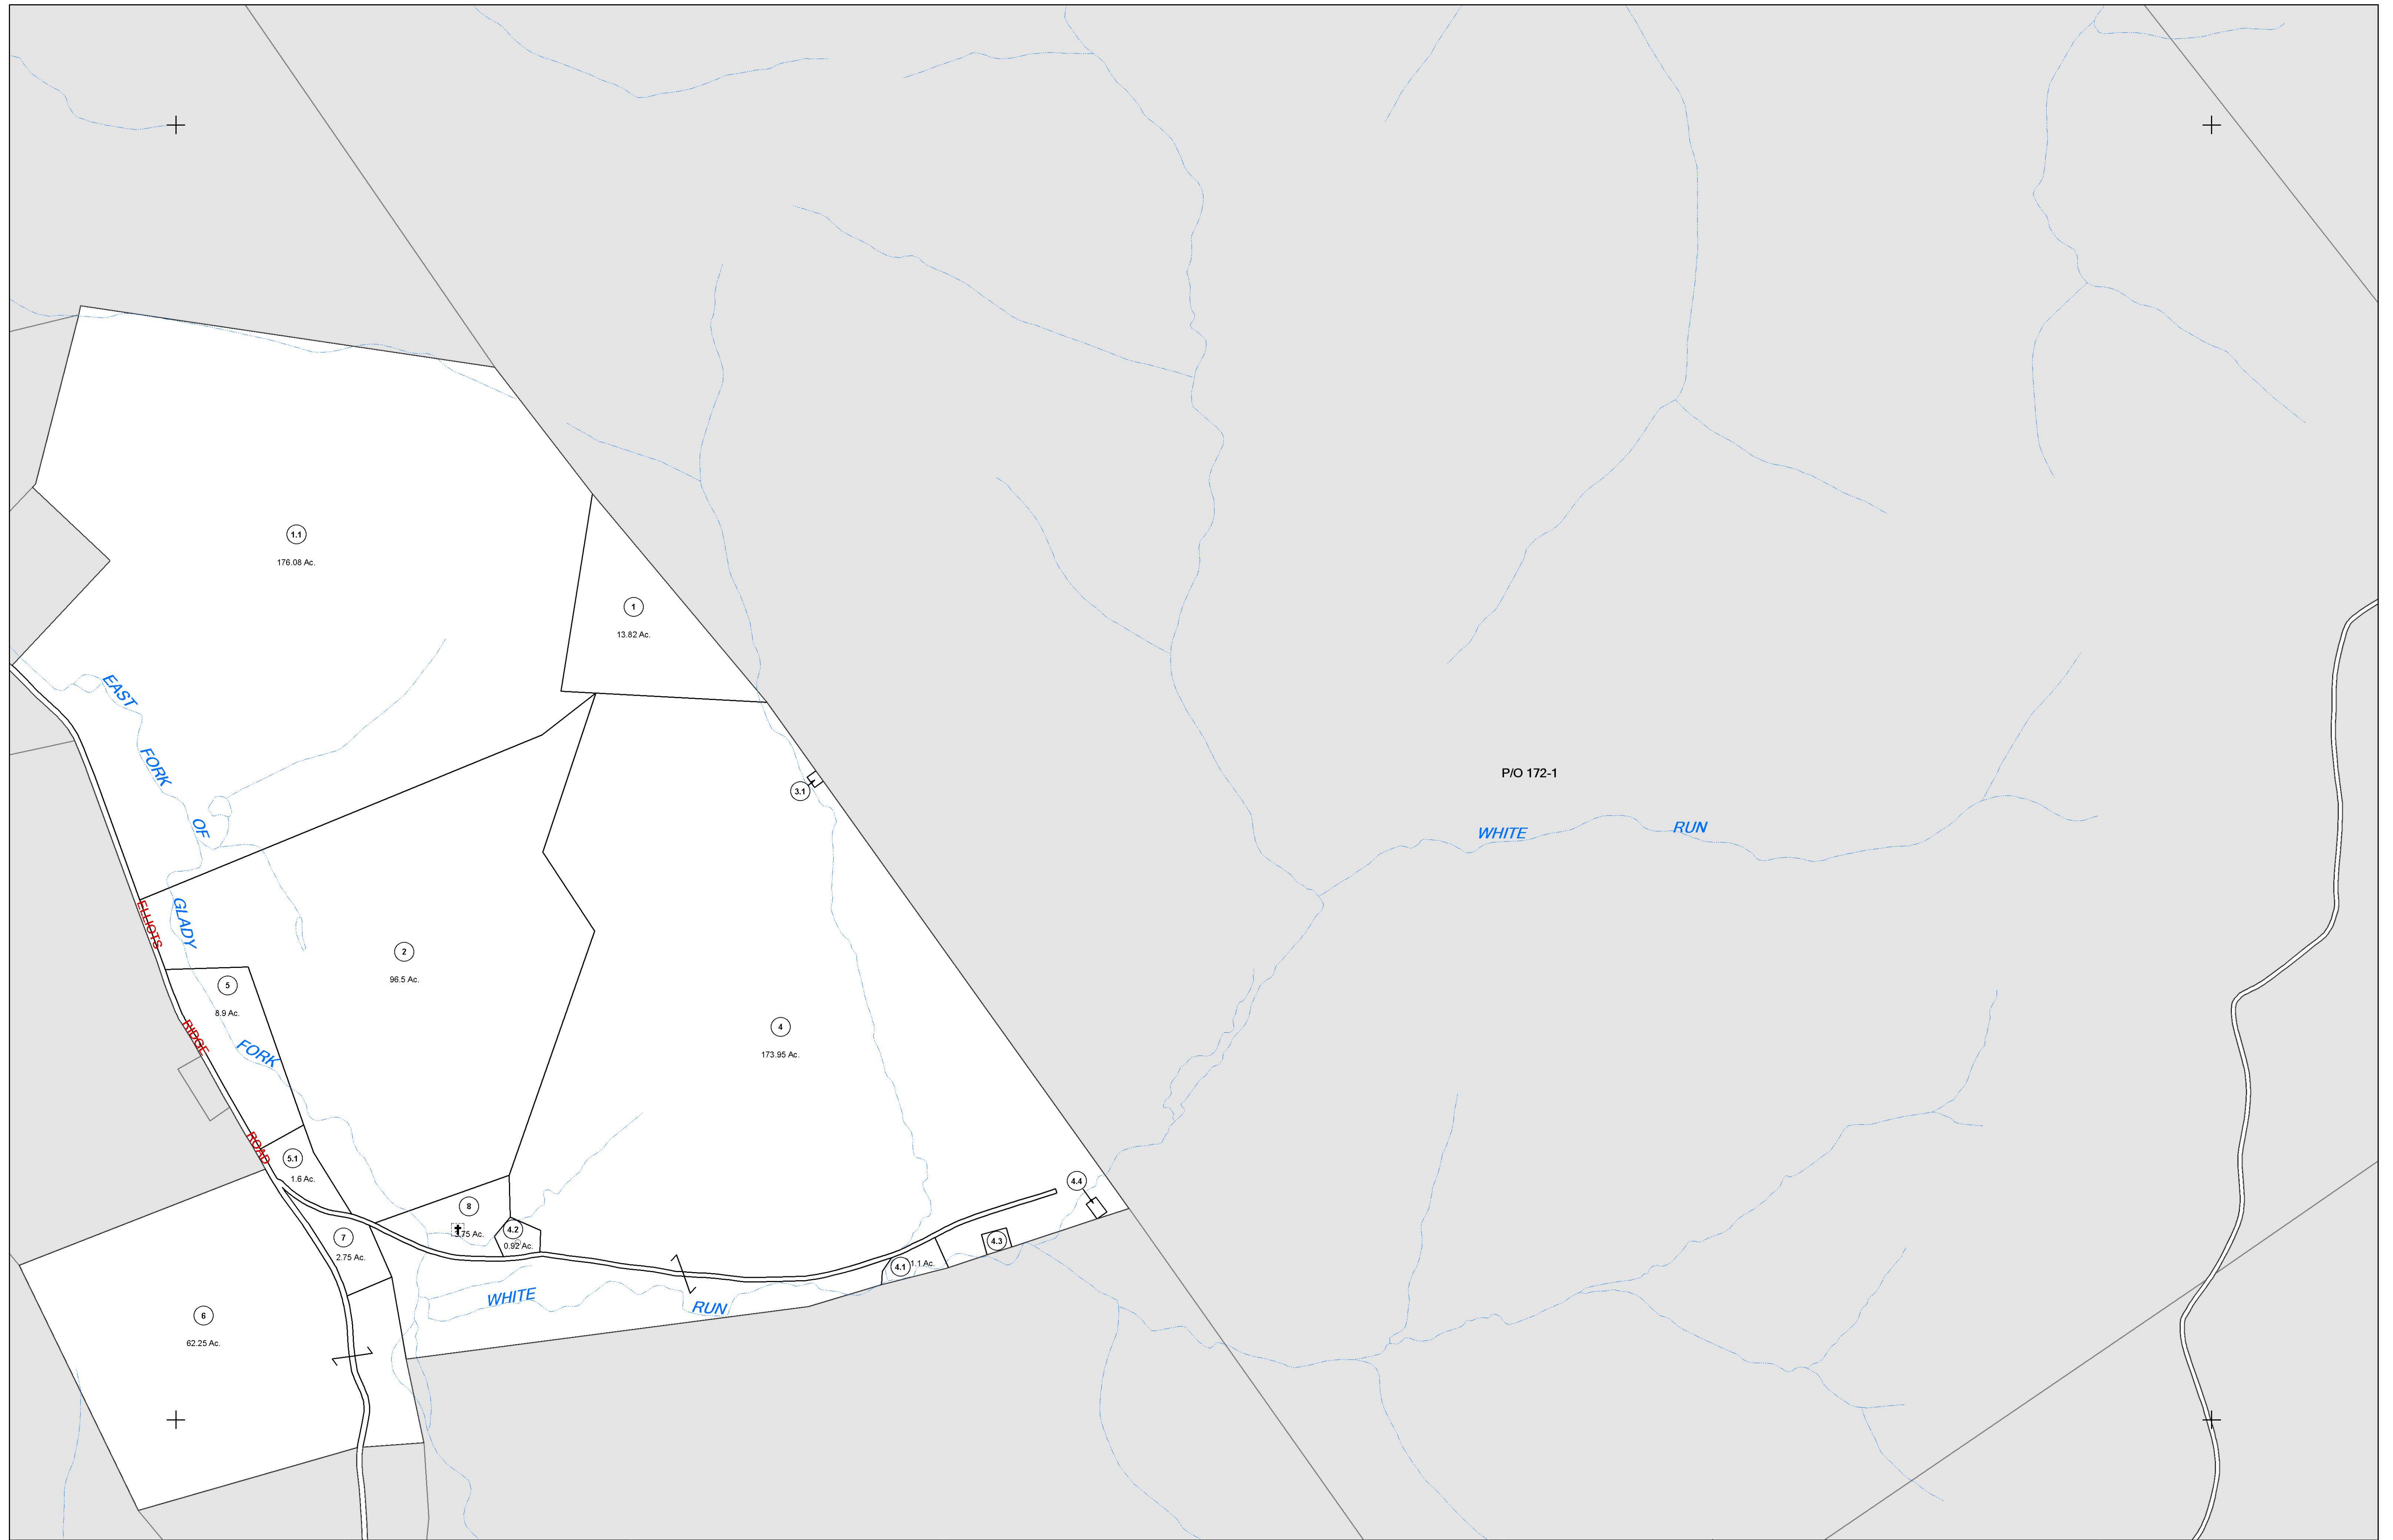 1.1
176.08 Ac.
1
13.82 Ac.
EAST
FORK
OF
GLADY
FORK
3.1
P/O 172-1
WHITE RUN
ELLIOTS
RIDGE
ROAD
2
96.5 Ac.
5
8.9 Ac.
4
173.95 Ac.
5.1
1.6 Ac.
4.4
8
.75 Ac.
4.2
0.92 Ac.
7
2.75 Ac.
4.3
4.1
1.1 Ac.
WHITE
RUN
6
62.25 Ac.